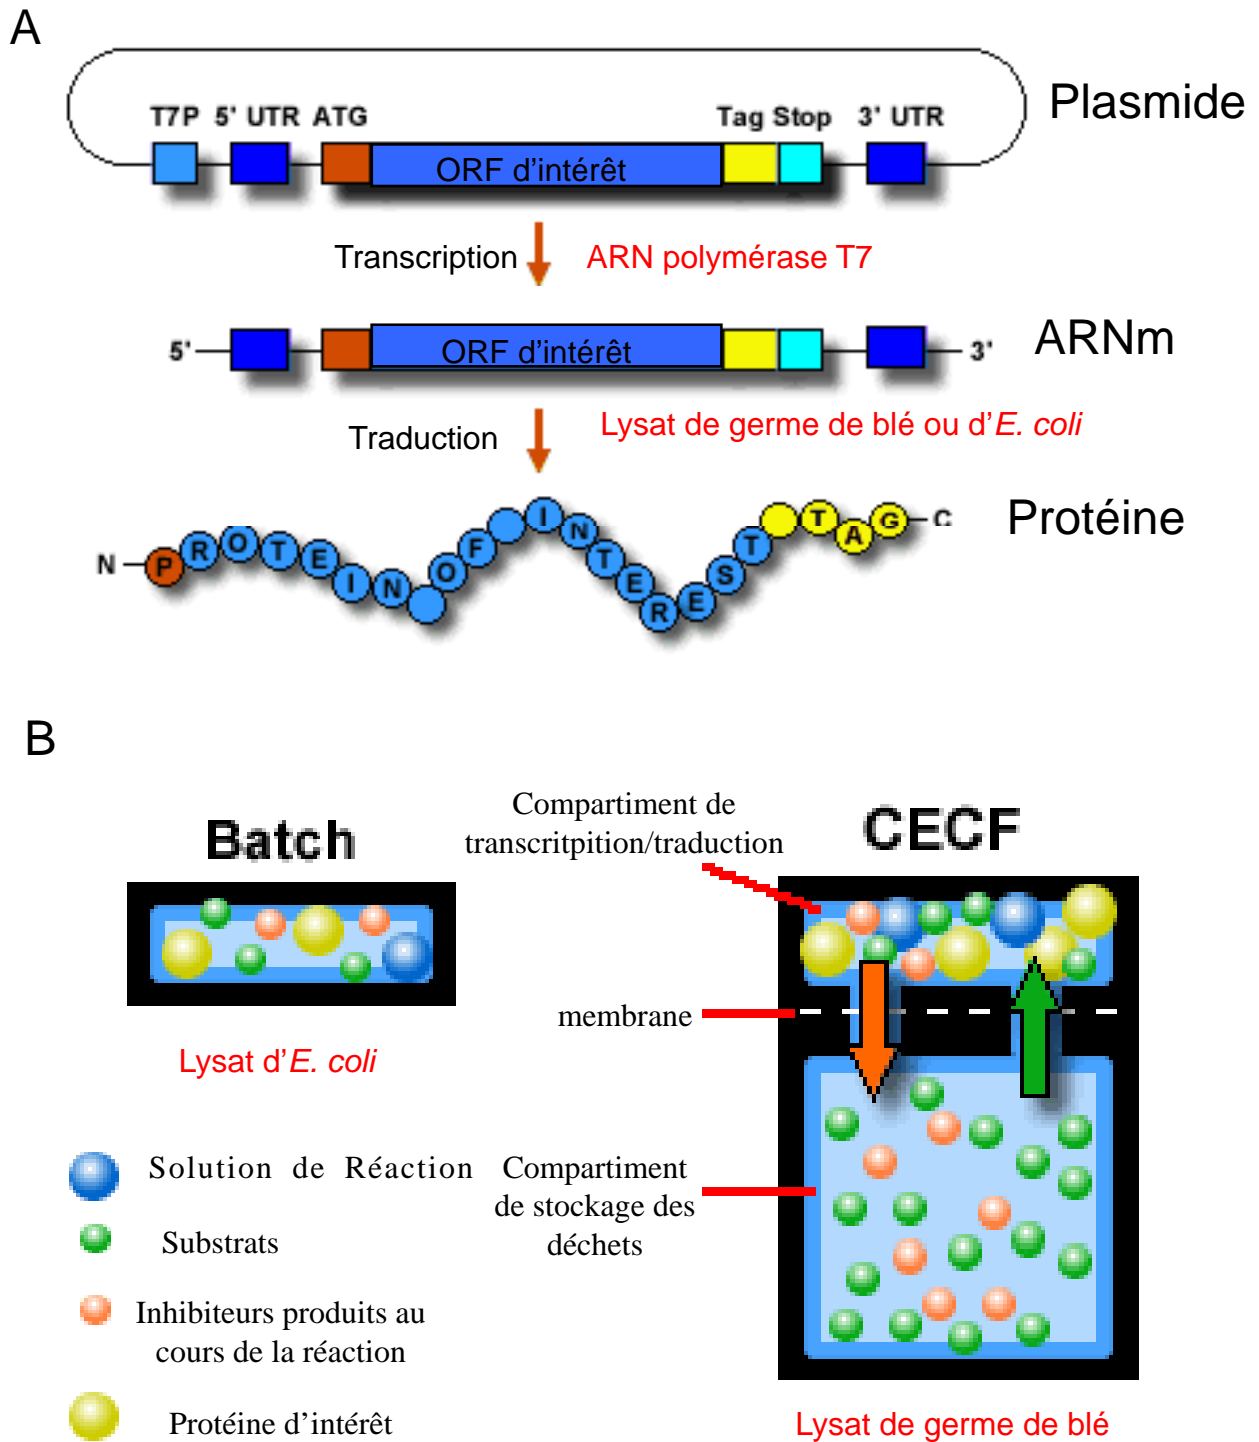 A
Plasmide
T7P 5' UTR ATG Tag Stop 3' UTR
ORF d'intérêt
Transcription ARN polymérase T7
ARNm
5' ORF d'intérêt 3'
Traduction Lysat de germe de blé ou d'E. coli
Protéine
N P R O T E I N O F I N T E R E S T T A G C
B
Batch
Compartiment de
transcritpition/traduction
CECF
membrane
Lysat d'E. coli
Solution de Réaction
Substrats
Inhibiteurs produits au
cours de la réaction
Protéine d'intérêt
Compartiment
de stockage des
déchets
Lysat de germe de blé